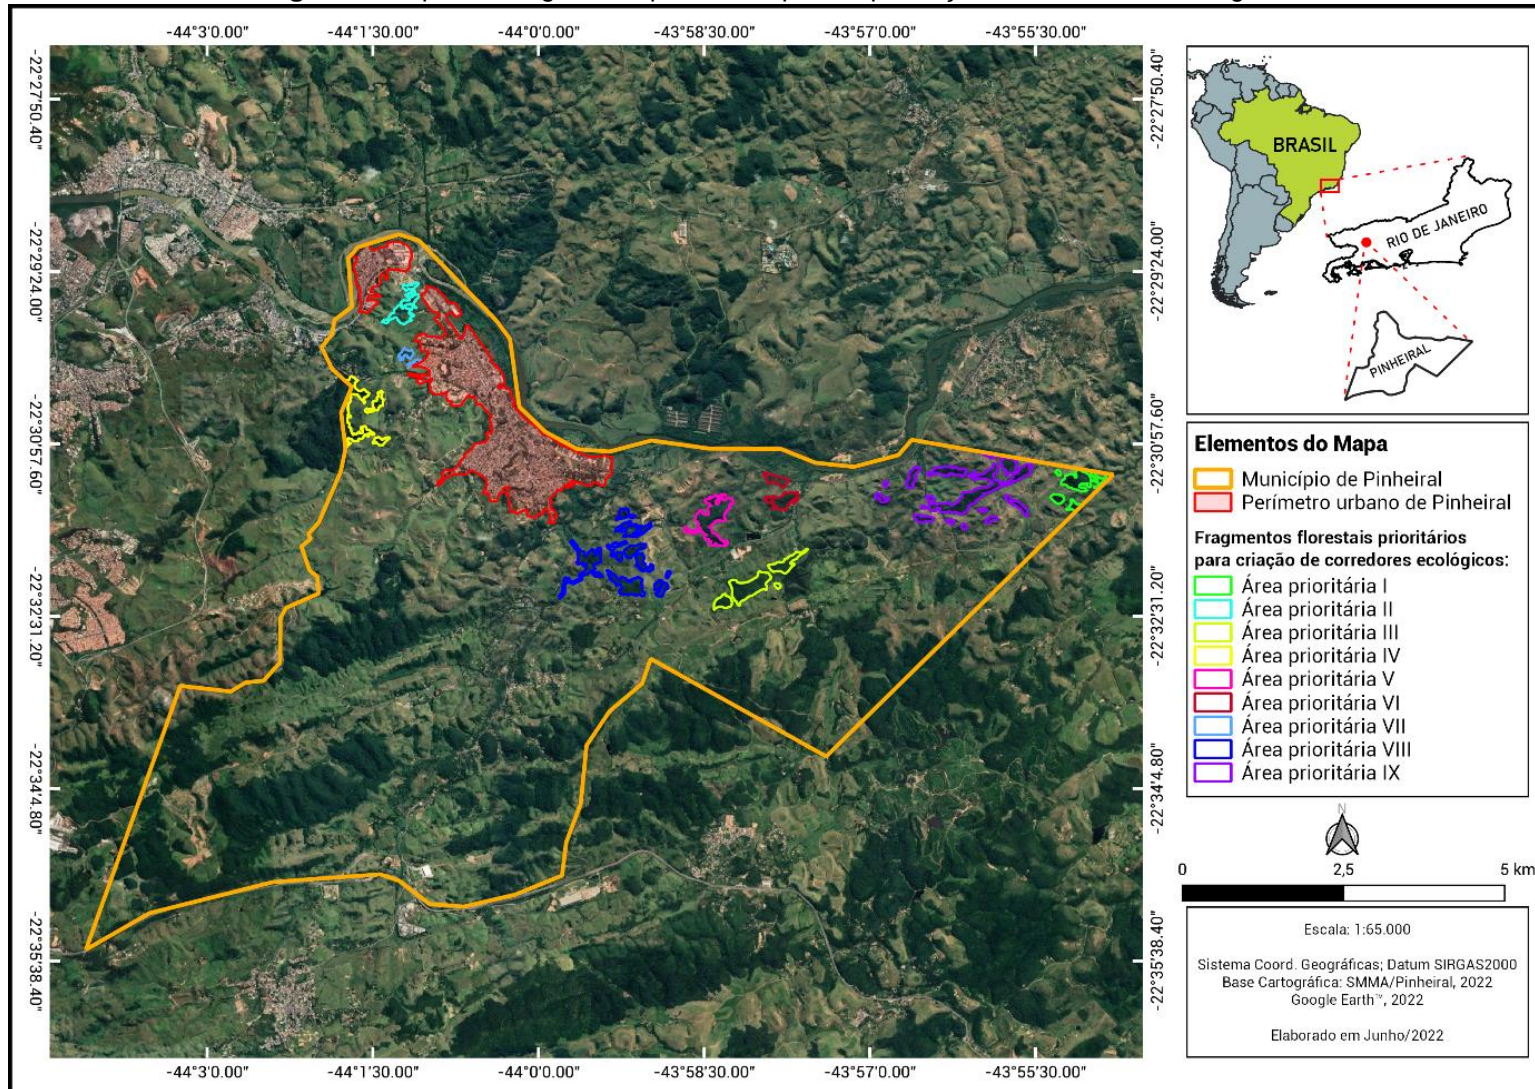 -44°3'0.00" -44°1'30.00" -44°0'0.00" -43°58'30.00" -43°57'0.00" -43°55'30.00"
-22°27'50.40"
-22°29'24.00"
-22°30'57.60"
-22°32'31.20"
-22°34'4.80"
-22°35'38.40"
-22°27'50.40"
-22°29'24.00"
-22°30'57.60"
-22°32'31.20"
-22°34'4.80"
-22°35'38.40"
-44°3'0.00" -44°1'30.00" -44°0'0.00" -43°58'30.00" -43°57'0.00" -43°55'30.00"
BRASIL
RIO DE JANEIRO
PINHEIRAL
Elementos do Mapa
Município de Pinheiral
Perímetro urbano de Pinheiral
Fragmentos florestais prioritários
para criação de corredores ecológicos:
Área prioritária I
Área prioritária II
Área prioritária III
Área prioritária IV
Área prioritária V
Área prioritária VI
Área prioritária VII
Área prioritária VIII
Área prioritária IX
N
0 2,5 5 km
Escala: 1:65.000
Sistema Coord. Geográficas; Datum SIRGAS2000
Base Cartográfica: SMMA/Pinheiral, 2022
Google Earth™, 2022
Elaborado em Junho/2022